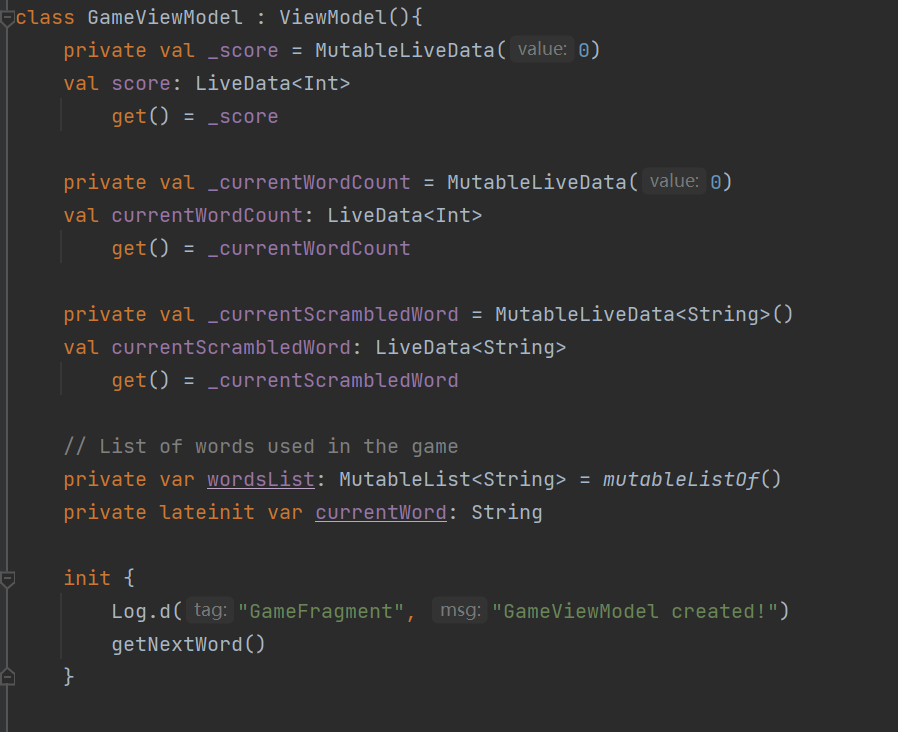 class GameViewModel : ViewModel(){
    private val _score = MutableLiveData( value: 0)
    val score: LiveData<Int>
        get() = _score

    private val _currentWordCount = MutableLiveData( value: 0)
    val currentWordCount: LiveData<Int>
        get() = _currentWordCount

    private val _currentScrambledWord = MutableLiveData<String>()
    val currentScrambledWord: LiveData<String>
        get() = _currentScrambledWord

    // List of words used in the game
    private var wordsList: MutableList<String> = mutableListOf()
    private lateinit var currentWord: String

    init {
        Log.d( tag: "GameFragment", msg: "GameViewModel created!")
        getNextWord()
    }